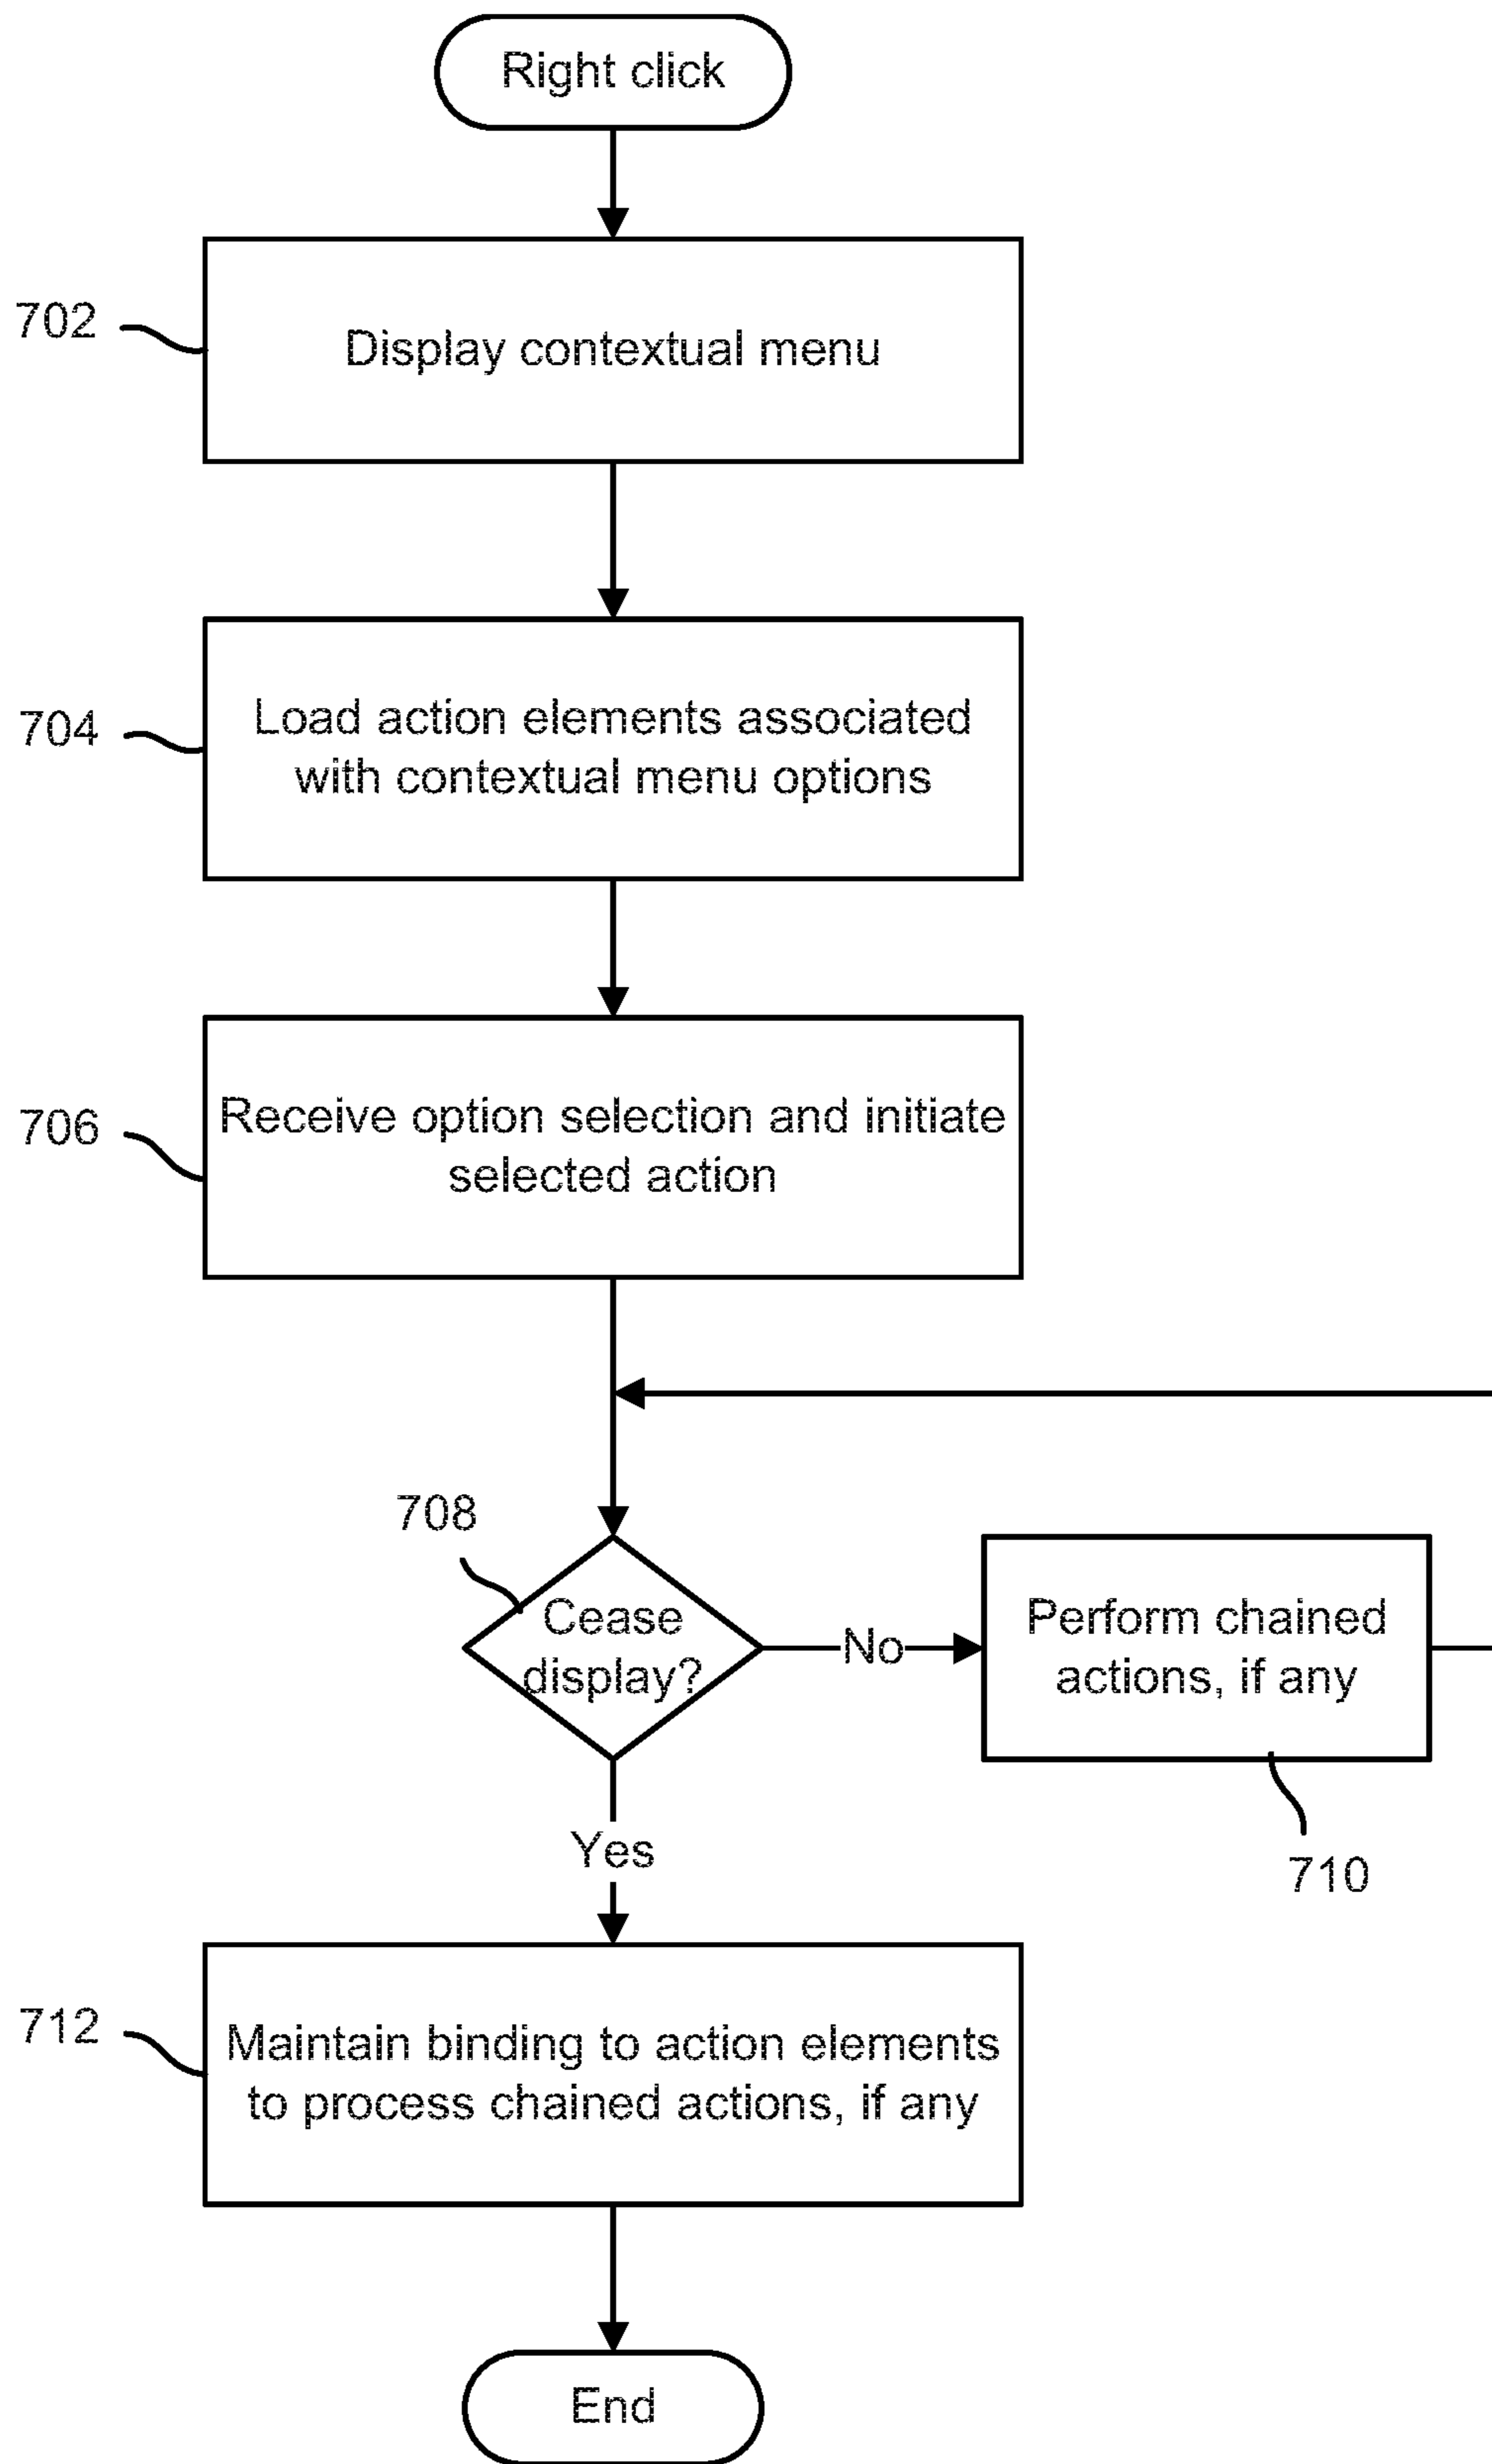 Right click
702
Display contextual menu
704
Load action elements associated
with contextual menu options
706
Receive option selection and initiate
selected action
708
Cease
display?
No
Perform chained
actions, if any
710
Yes
712
Maintain binding to action elements
to process chained actions, if any
End